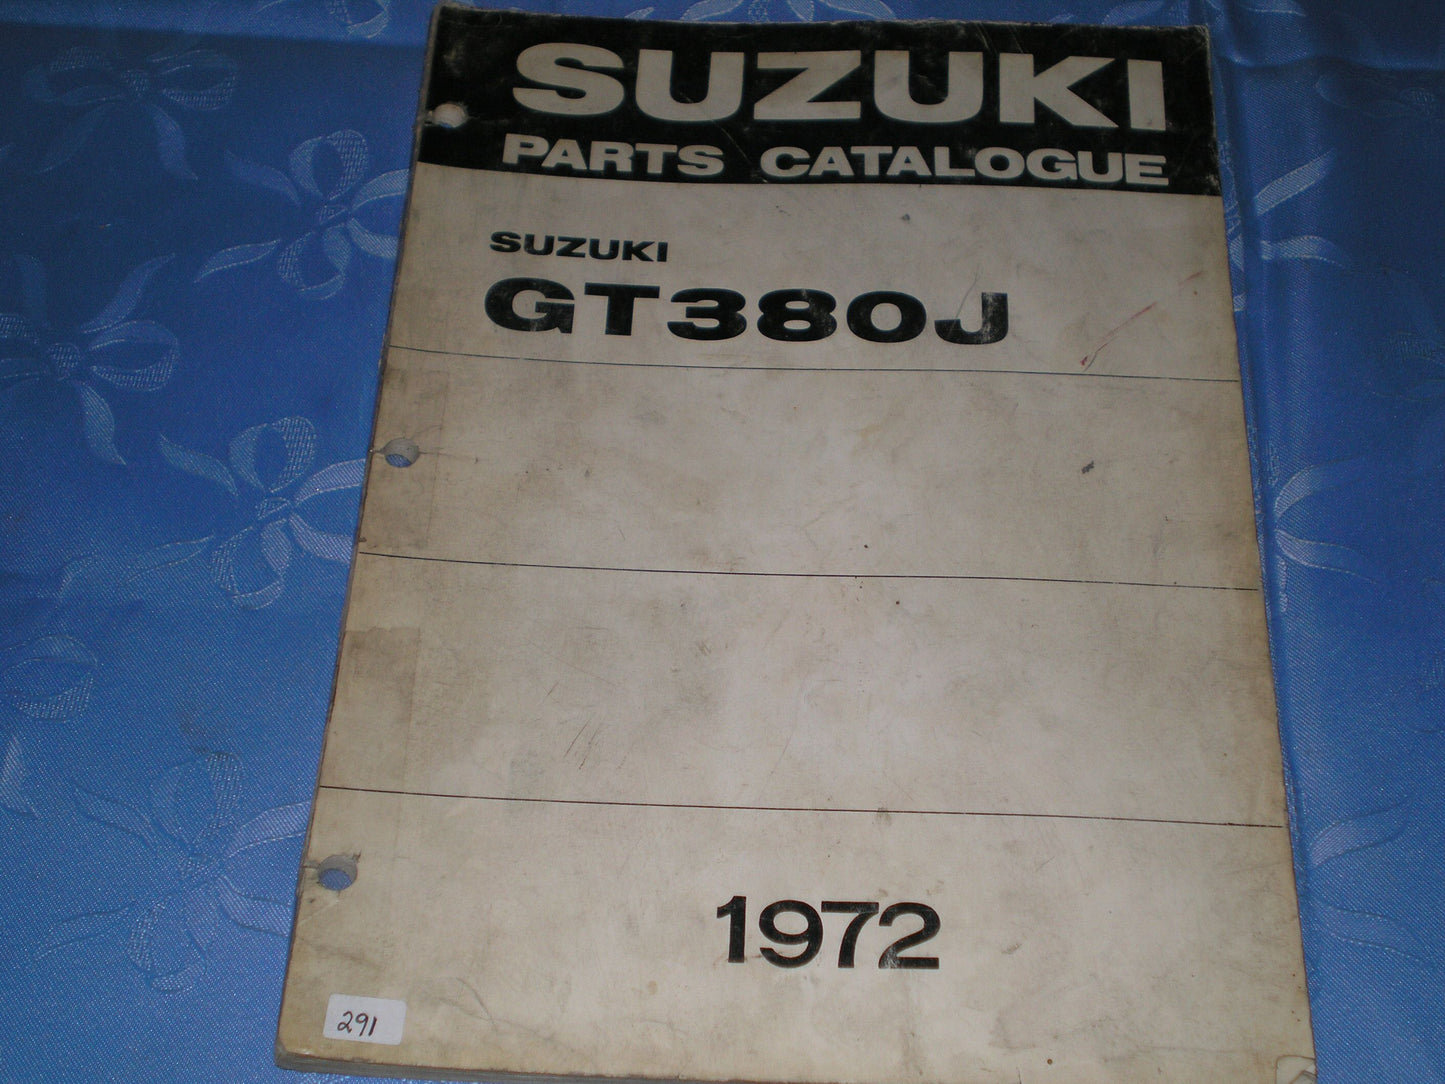 SUZUKI
PARTS CATALOGUE
SUZUKI
GT380J
1972
291